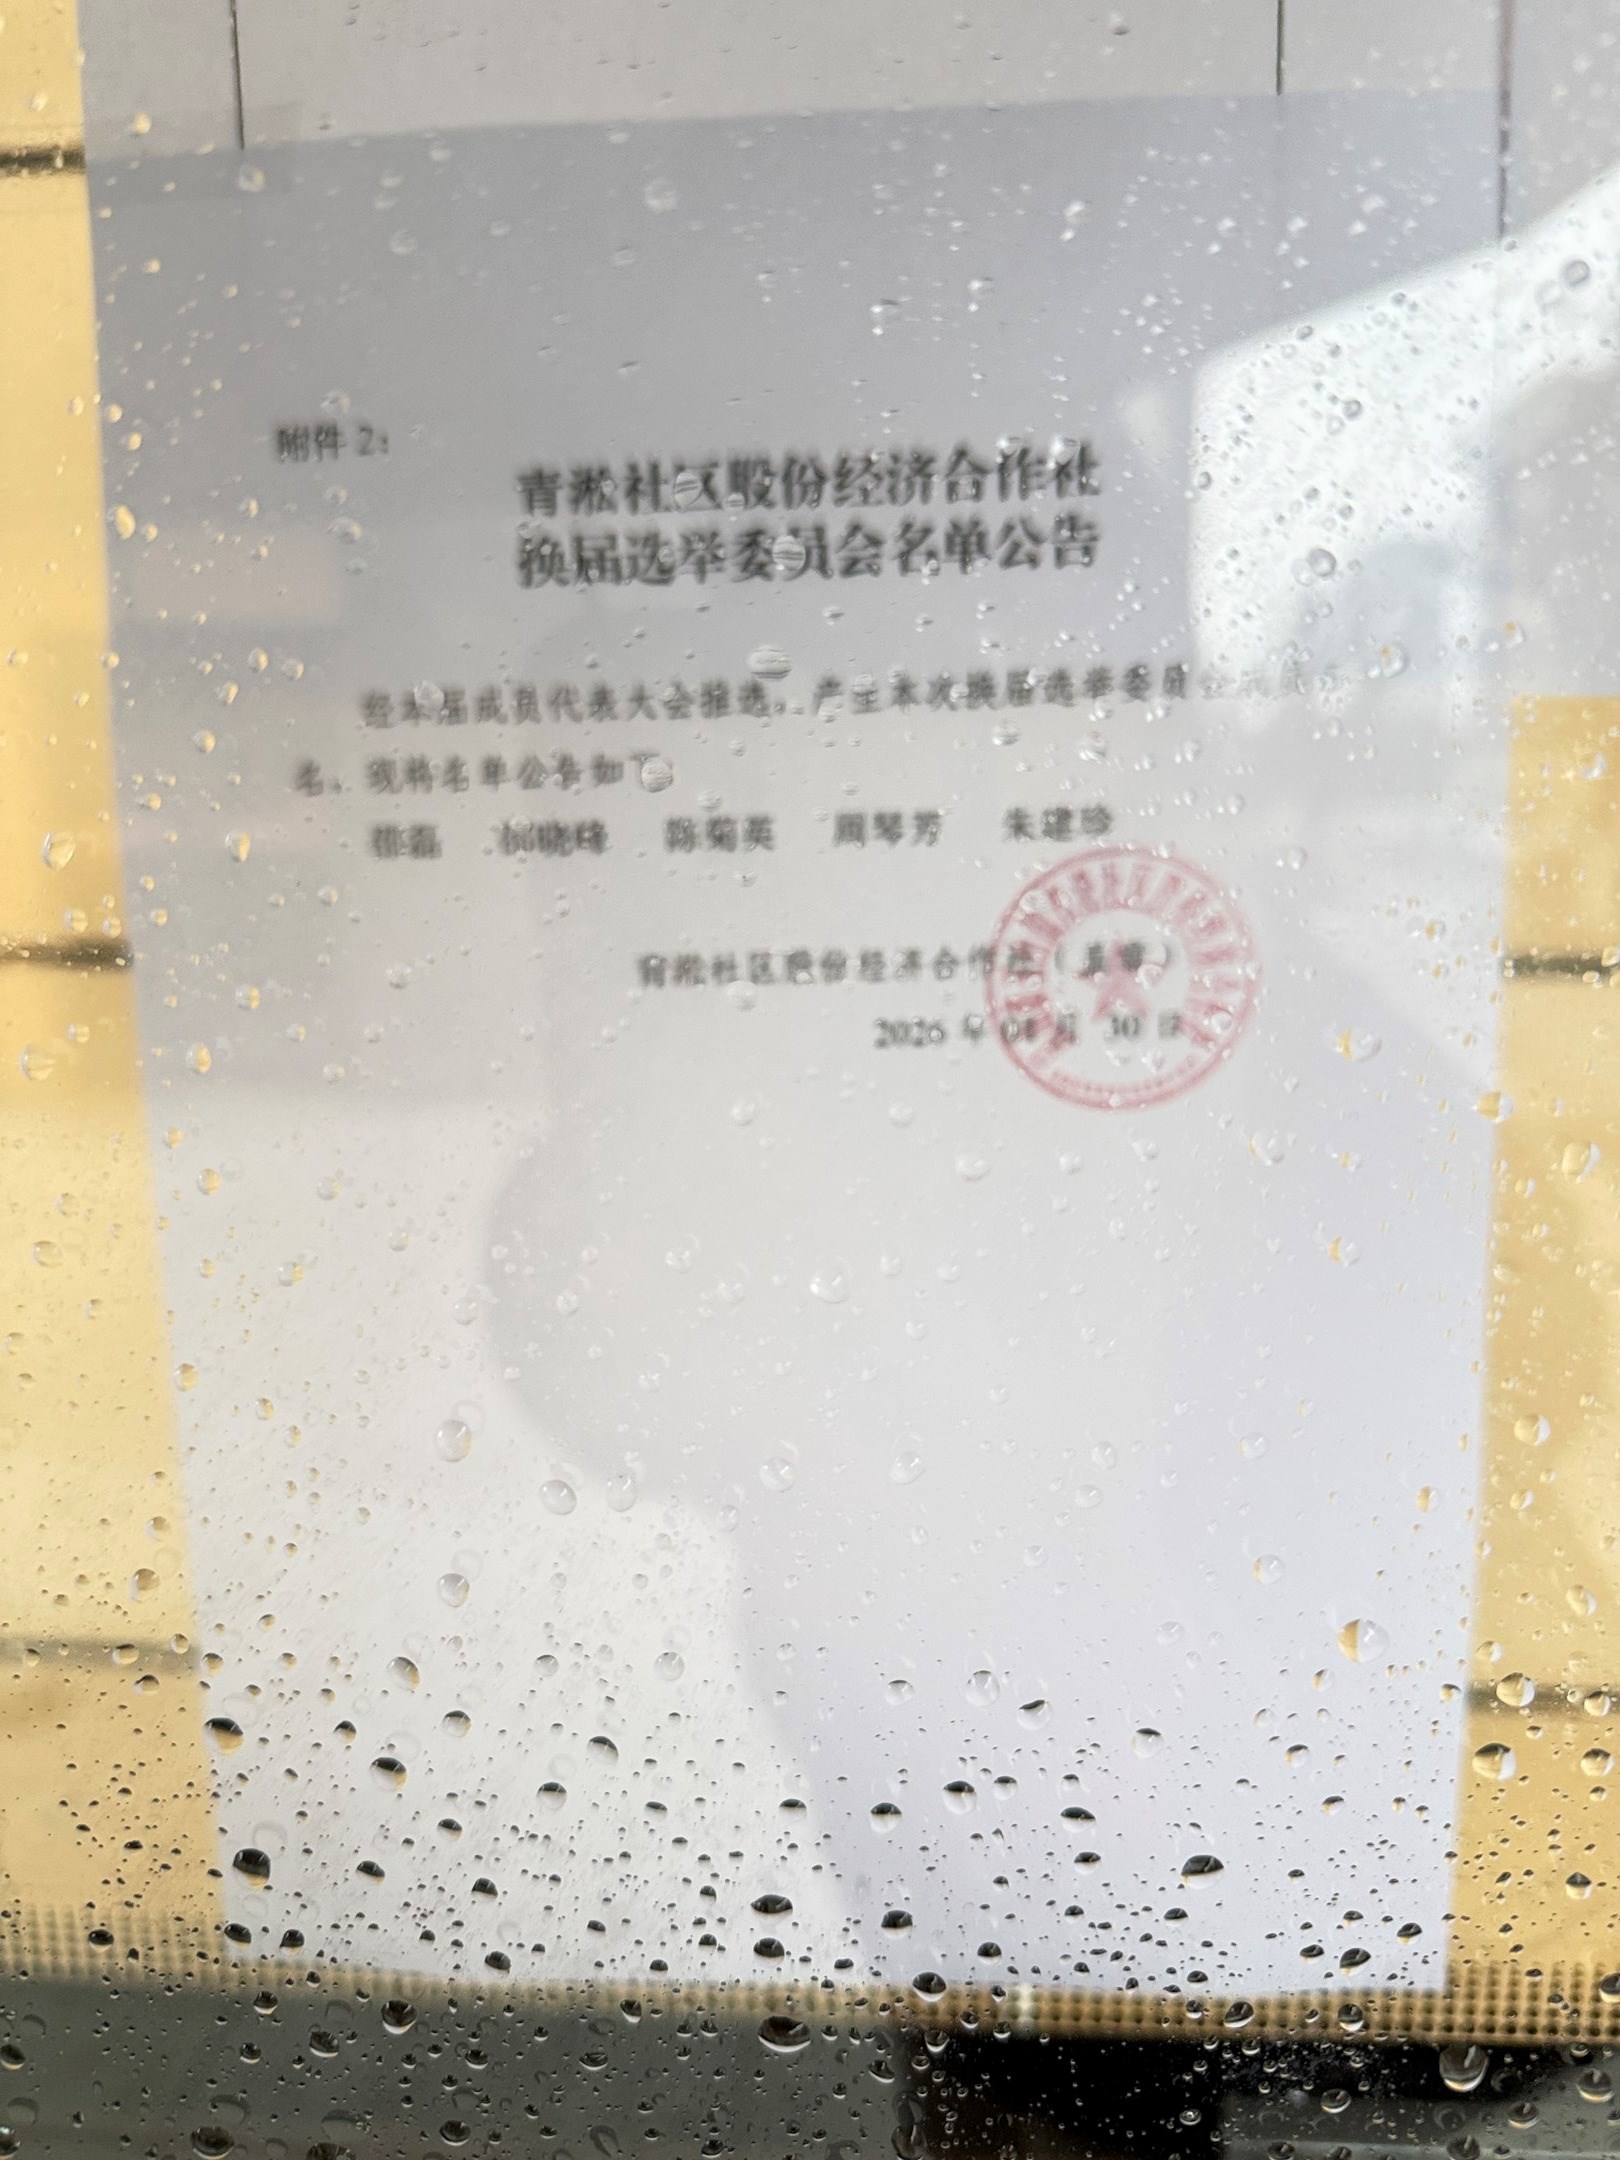 附件 2:
青淞社区股份经济合作社
换届选举委员会名单公告
经本届成员代表大会推选，产生本次换届选举委员会成员
名，现将名单公告如下
晓峰 陈菊英 周琴芳 朱建珍
青淞社区股份经济合作社（盖章）
2026 年 01 月 30 日